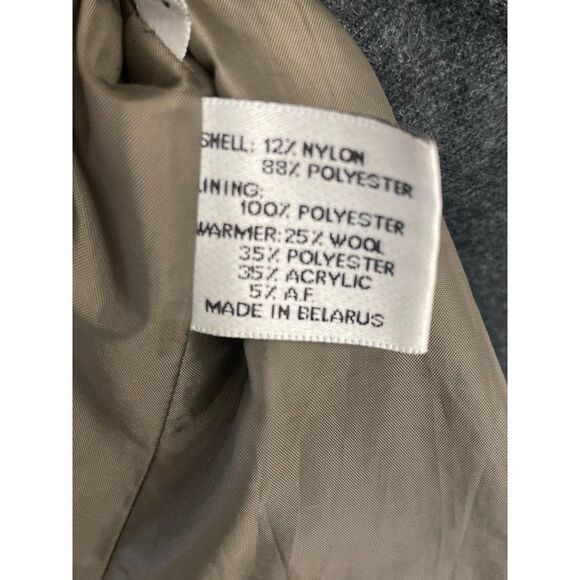 SHELL: 12% NYLON
88% POLYESTER
LINING:
100% POLYESTER
WARMER: 25% WOOL
35% POLYESTER
35% ACRYLIC
5% A.F.
MADE IN BELARUS